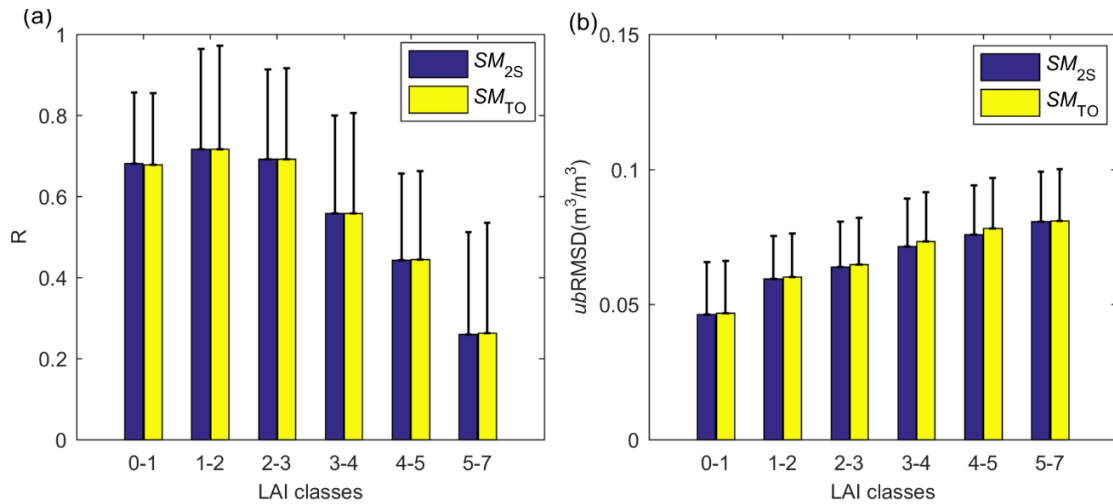 (a)
1
0.8
0.6
0.4
0.2
0
R
SM2S
SMTO
0-1 1-2 2-3 3-4 4-5 5-7
LAI classes
(b)
0.15
0.1
0.05
0
ubRMSD(m³/m³)
SM2S
SMTO
0-1 1-2 2-3 3-4 4-5 5-7
LAI classes